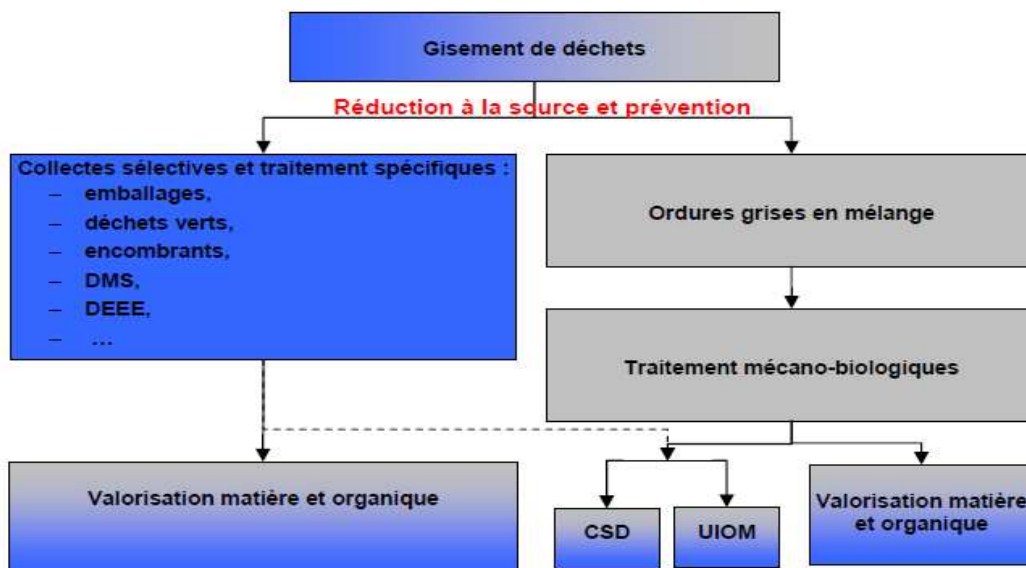 Gisement de déchets
Réduction à la source et prévention
Collectes sélectives et traitement spécifiques :
– emballages,
– déchets verts,
– encombrants,
– DMS,
– DEEE,
– ...
Ordures grises en mélange
Traitement mécano-biologiques
Valorisation matière et organique
CSD
UIOM
Valorisation matière
et organique